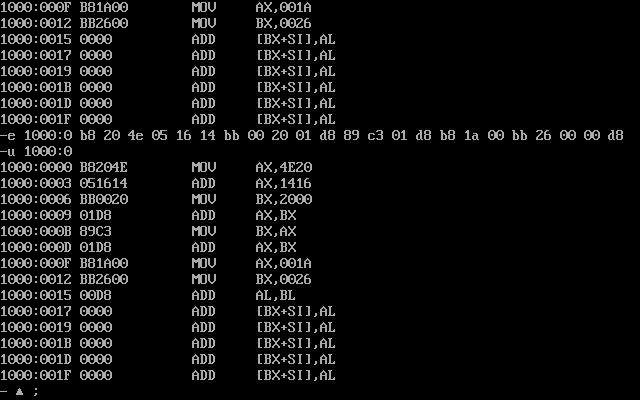 1000:000F B81A00        MOV     AX,001A
1000:0012 BB2600        MOV     BX,0026
1000:0015 0000          ADD     [BX+SI],AL
1000:0017 0000          ADD     [BX+SI],AL
1000:0019 0000          ADD     [BX+SI],AL
1000:001B 0000          ADD     [BX+SI],AL
1000:001D 0000          ADD     [BX+SI],AL
1000:001F 0000          ADD     [BX+SI],AL
-e 1000:0 b8 20 4e 05 16 14 bb 00 20 01 d8 89 c3 01 d8 b8 1a 00 bb 26 00 00 d8
-u 1000:0
1000:0000 B8204E        MOV     AX,4E20
1000:0003 051614        ADD     AX,1416
1000:0006 BB0020        MOV     BX,2000
1000:0009 01D8          ADD     AX,BX
1000:000B 89C3          MOV     BX,AX
1000:000D 01D8          ADD     AX,BX
1000:000F B81A00        MOV     AX,001A
1000:0012 BB2600        MOV     BX,0026
1000:0015 00D8          ADD     AL,BL
1000:0017 0000          ADD     [BX+SI],AL
1000:0019 0000          ADD     [BX+SI],AL
1000:001B 0000          ADD     [BX+SI],AL
1000:001D 0000          ADD     [BX+SI],AL
1000:001F 0000          ADD     [BX+SI],AL
- ▲ ;